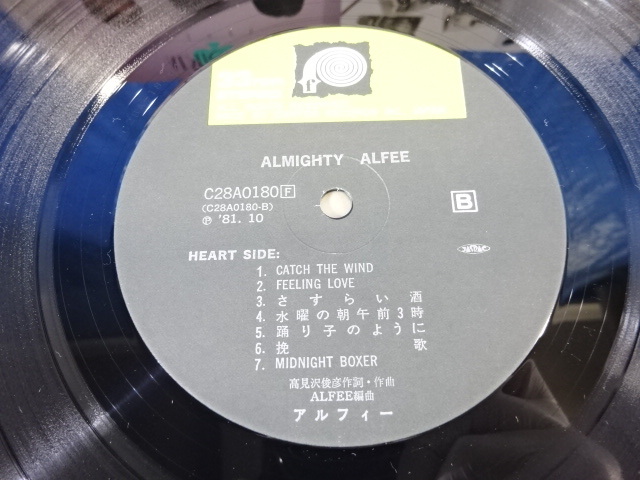 ALMIGHTY ALFEE
C28A0180 F
(C28A0180-B)
℗ '81. 10
B
HEART SIDE:
1. CATCH THE WIND
2. FEELING LOVE
3. さすらい酒
4. 水曜の朝午前3時
5. 踊り子のように
6. 挽歌
7. MIDNIGHT BOXER
高見沢俊彦作詞・作曲
ALFEE編曲
アルフィー